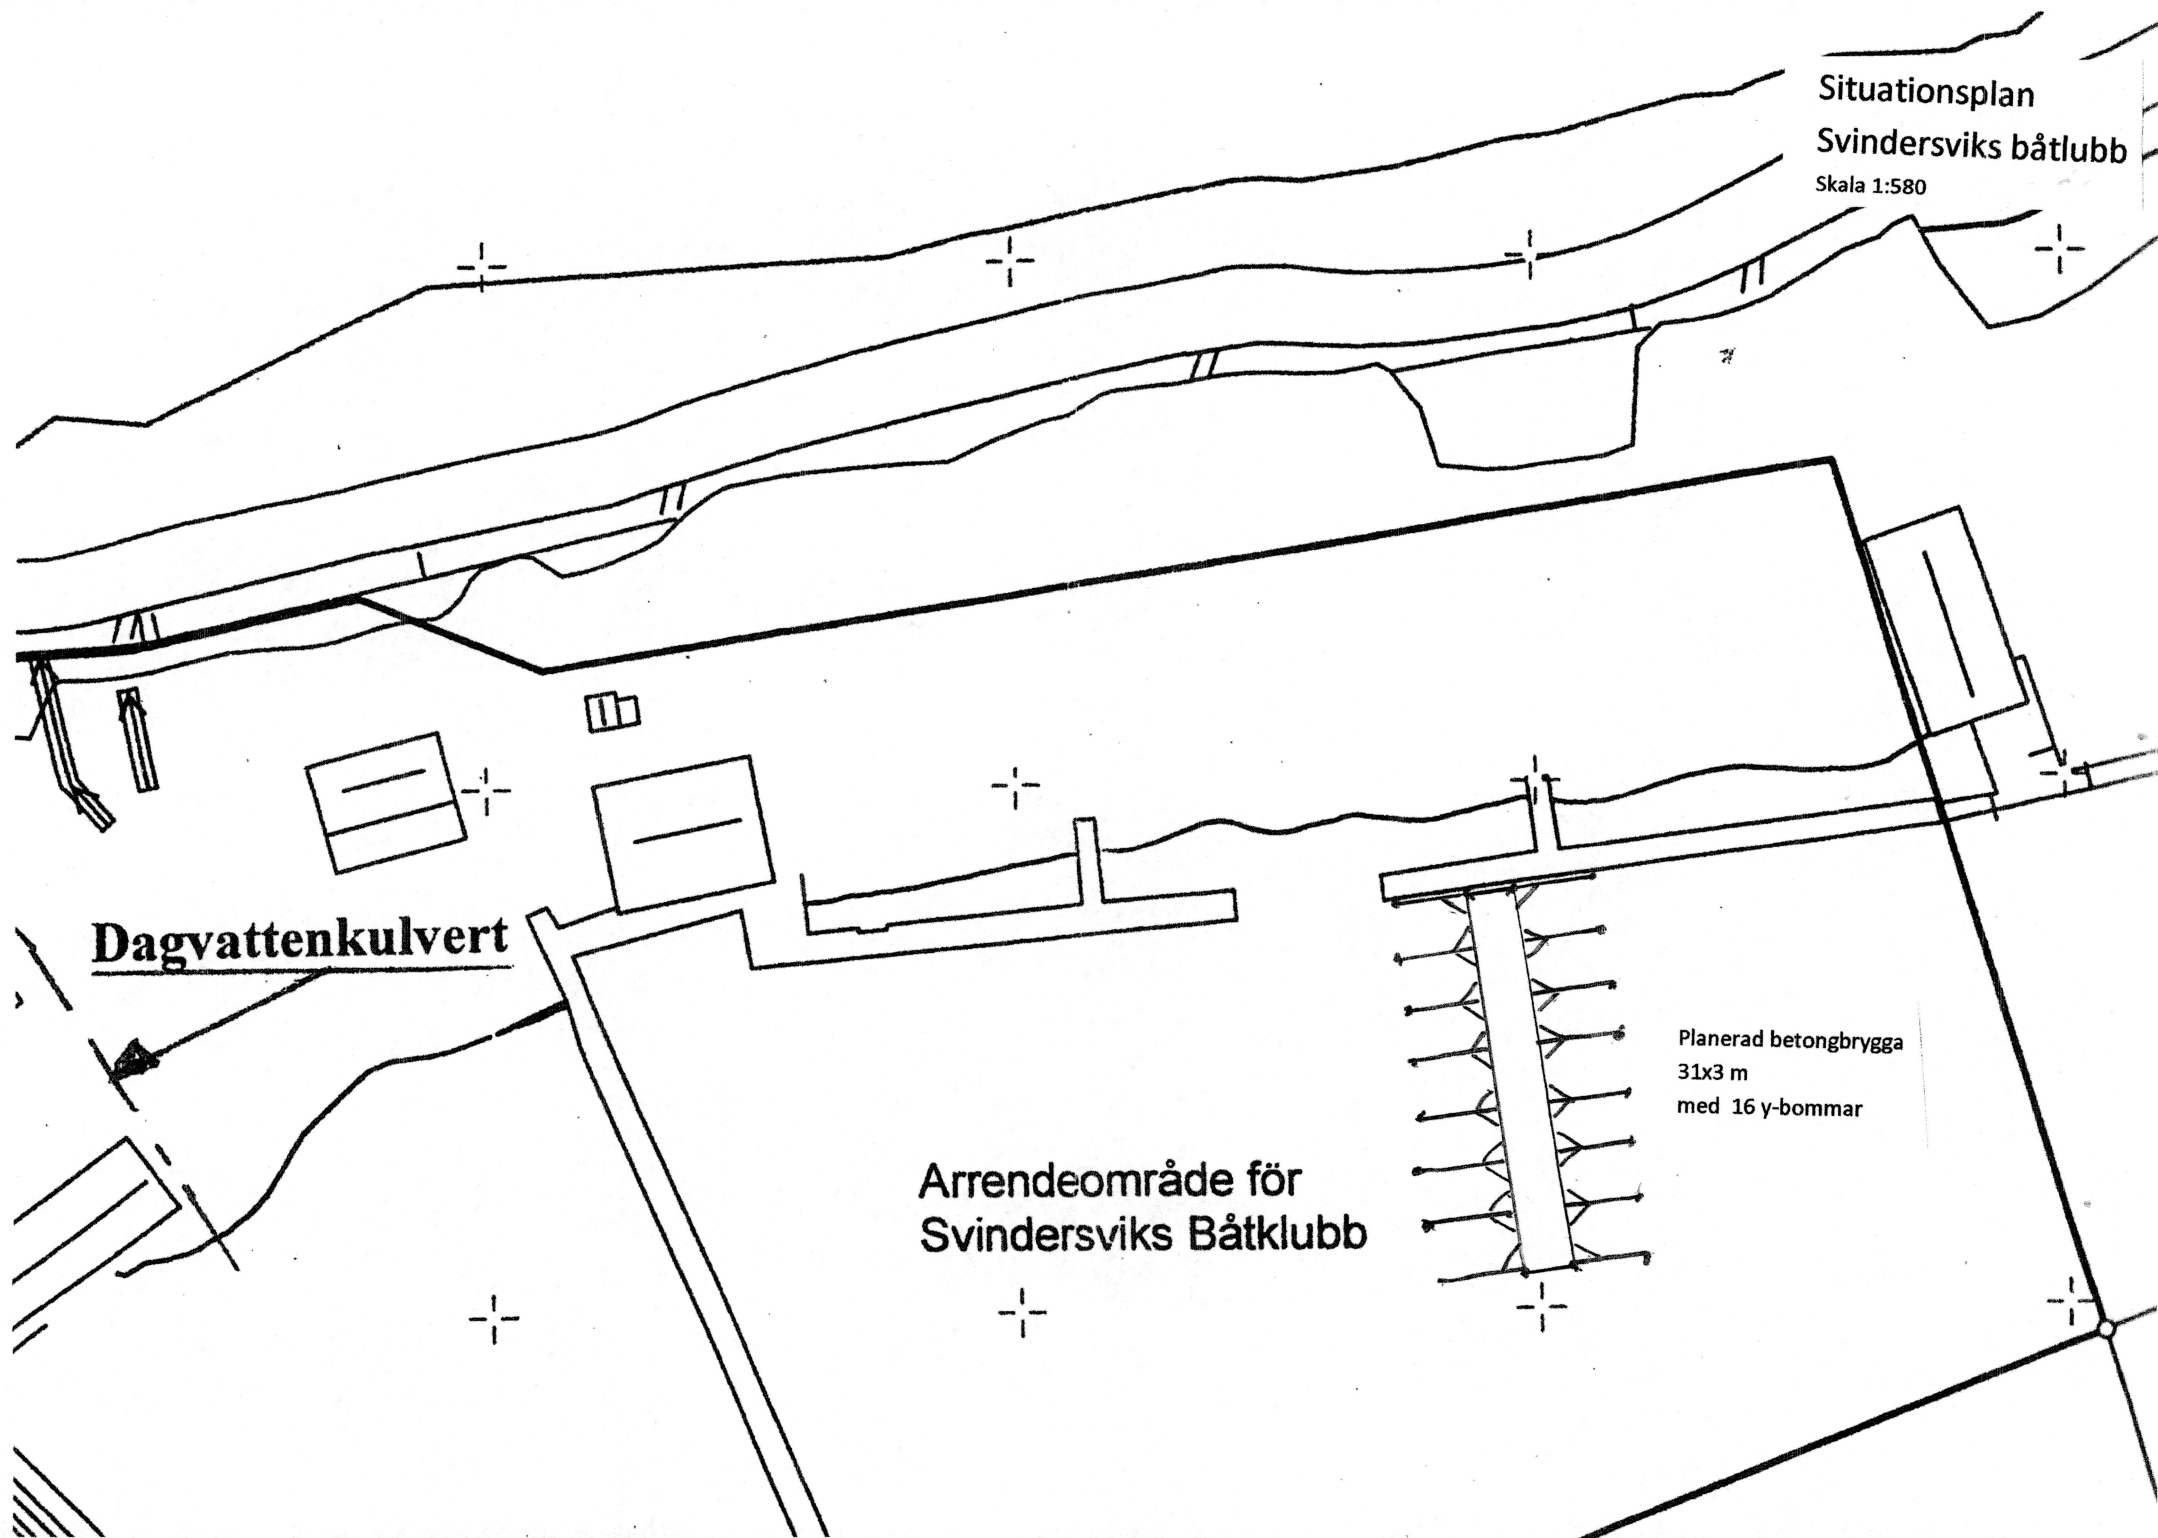 Situationsplan
Svindersviks båtlubb
Skala 1:580
Dagvattenkulvert
Planerad betongbrygga
31x3 m
med 16 y-bommar
Arrendeområde för
Svindersviks Båtklubb